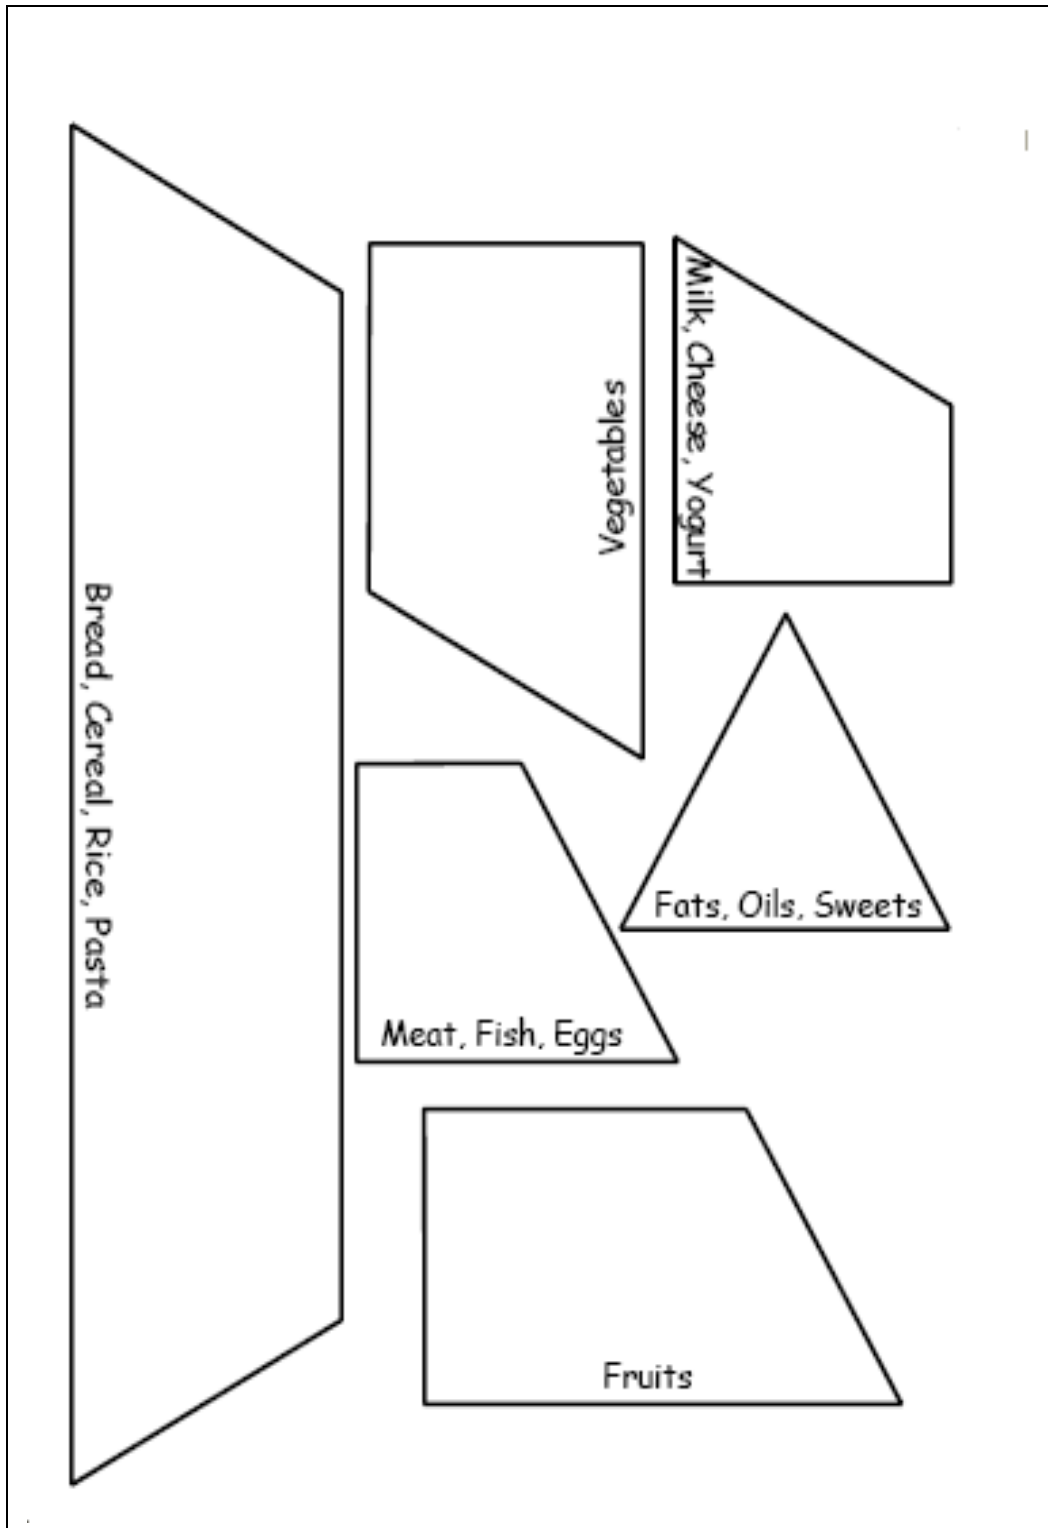 Milk, Cheese, Yogurt
Vegetables
Bread, Cereal, Rice, Pasta
Fats, Oils, Sweets
Meat, Fish, Eggs
Fruits